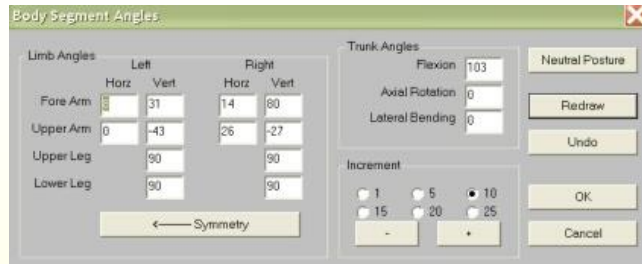 Body Segment Angles
Limb Angles
Left Right
Horz Vert Horz Vert
Fore Arm 31 14 80
Upper Arm 0 -43 26 -27
Upper Leg 90 90
Lower Leg 90 90
<---- Symmetry
Trunk Angles
Flexion 103
Axial Rotation 0
Lateral Bending 0
Increment
1 5 10
15 20 25
- +
Neutral Posture
Redraw
Undo
OK
Cancel